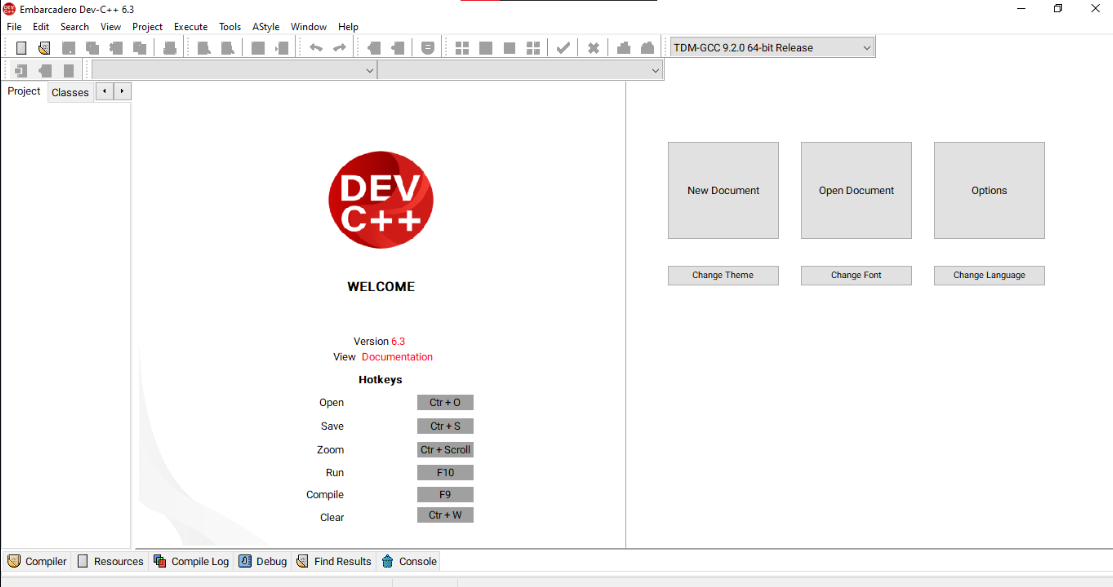 Embarcadero Dev-C++ 6.3
File Edit Search View Project Execute Tools AStyle Window Help
TDM-GCC 9.2.0 64-bit Release
Project Classes
DEV
C++
WELCOME
Version 6.3
View Documentation
Hotkeys
Open Ctr + O
Save Ctr + S
Zoom Ctr + Scroll
Run F10
Compile F9
Clear Ctr + W
New Document Open Document Options
Change Theme Change Font Change Language
Compiler Resources Compile Log Debug Find Results Console